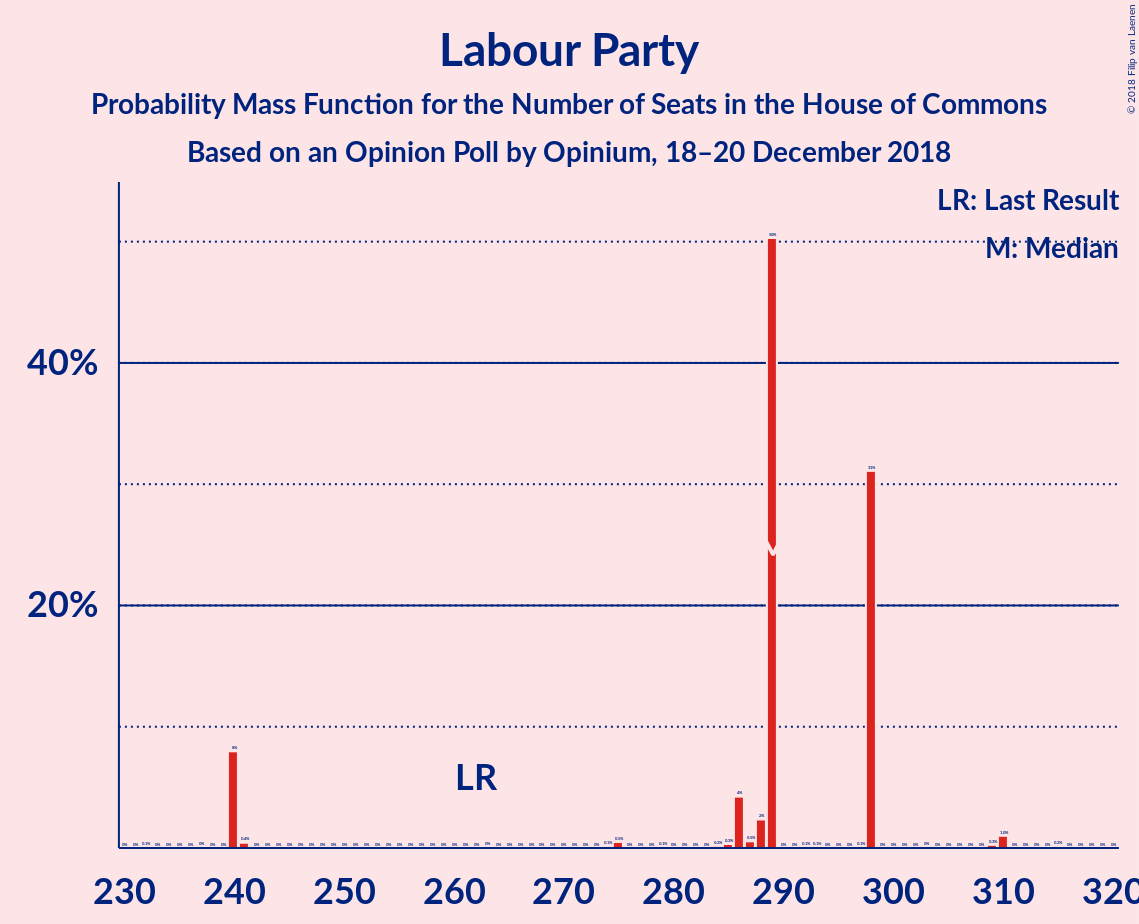 Labour Party
Probability Mass Function for the Number of Seats in the House of Commons
Based on an Opinion Poll by Opinium, 18–20 December 2018
© 2018 Filip van Laenen
LR: Last Result
M: Median
40%
20%
LR
M
230 240 250 260 270 280 290 300 310 320